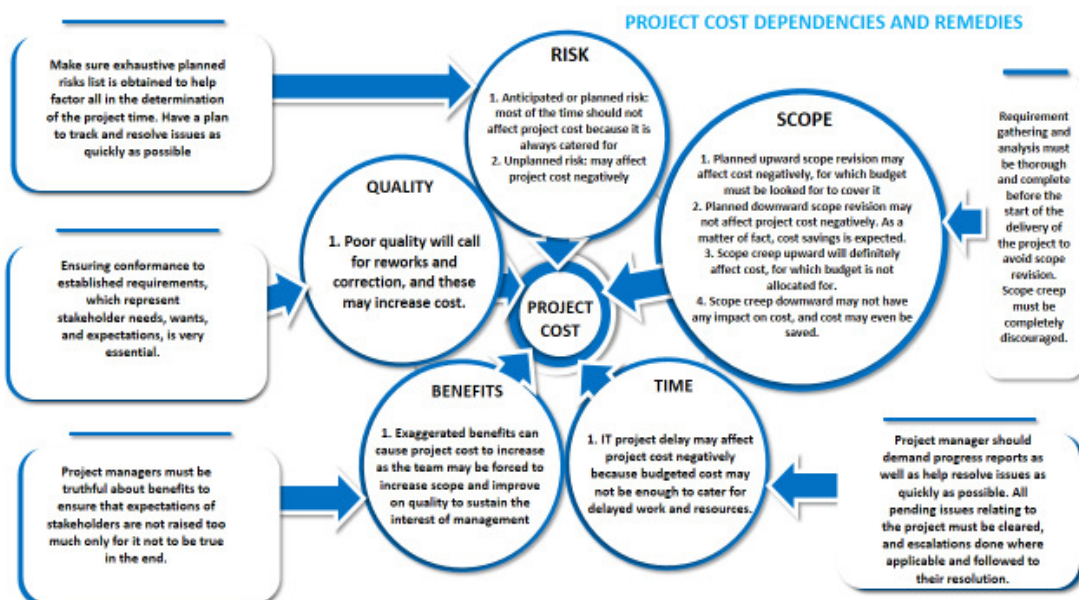 PROJECT COST DEPENDENCIES AND REMEDIES
Make sure exhaustive planned
risks list is obtained to help
factor all in the determination
of the project time. Have a plan
to track and resolve issues as
quickly as possible
RISK
1. Anticipated or planned risk:
most of the time should not
affect project cost because it is
always catered for
2. Unplanned risk: may affect
project cost negatively
SCOPE
1. Planned upward scope revision may
affect cost negatively, for which budget
must be looked for to cover it
2. Planned downward scope revision may
not affect project cost negatively. As a
matter of fact, cost savings is expected.
3. Scope creep upward will definitely
affect cost, for which budget is not
allocated for.
4. Scope creep downward may not have
any impact on cost, and cost may even be
saved.
Requirement
gathering and
analysis must
be thorough
and complete
before the
start of the
delivery of
the project to
avoid scope
revision.
Scope creep
must be
completely
discouraged.
QUALITY
1. Poor quality will call
for reworks and
correction, and these
may increase cost.
Ensuring conformance to
established requirements,
which represent
stakeholder needs, wants,
and expectations, is very
essential.
PROJECT
COST
BENEFITS
1. Exaggerated benefits can
cause project cost to increase
as the team may be forced to
increase scope and improve
on quality to sustain the
interest of management
TIME
1. IT project delay may affect
project cost negatively
because budgeted cost may
not be enough to cater for
delayed work and resources.
Project managers must be
truthful about benefits to
ensure that expectations of
stakeholders are not raised too
much only for it not to be true
in the end.
Project manager should
demand progress reports
as well as help resolve issues as
quickly as possible. All
pending issues relating to
the project must be cleared,
and escalations done where
applicable and followed to
their resolution.